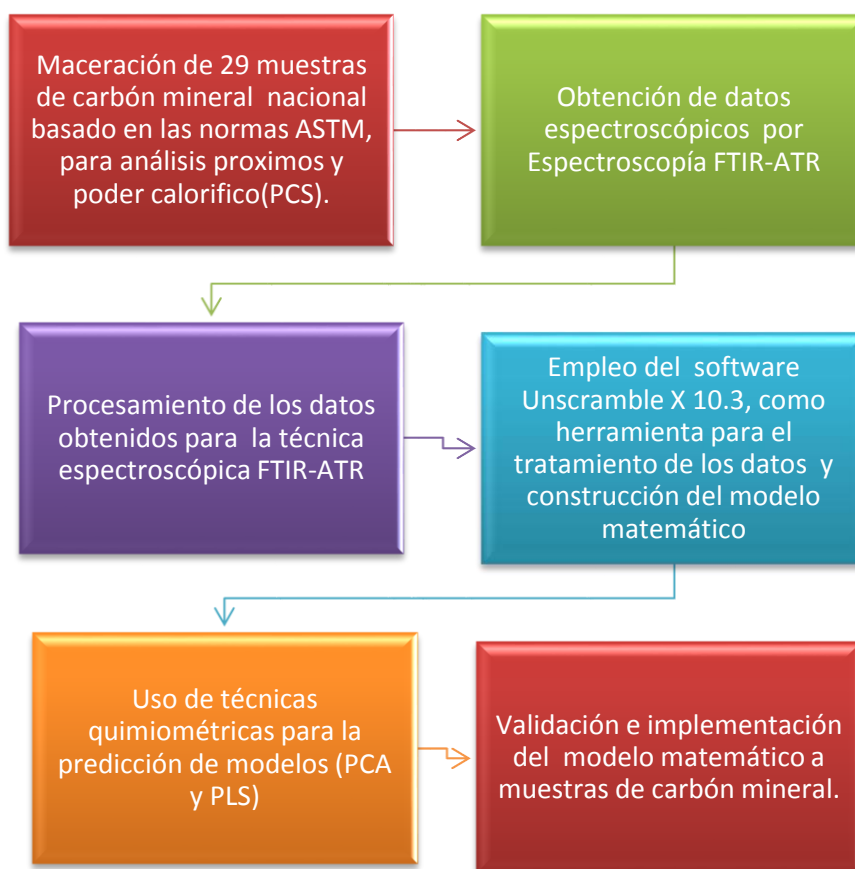 Maceración de 29 muestras
de carbón mineral nacional
basado en las normas ASTM,
para análisis proximos y
poder calorifico(PCS).
Obtención de datos
espectroscópicos por
Espectroscopía FTIR-ATR
Procesamiento de los datos
obtenidos para la técnica
espectroscópica FTIR-ATR
Empleo del software
Unscramble X 10.3, como
herramienta para el
tratamiento de los datos y
construcción del modelo
matemático
Uso de técnicas
quimiométricas para la
predicción de modelos (PCA
y PLS)
Validación e implementación
del modelo matemático a
muestras de carbón mineral.